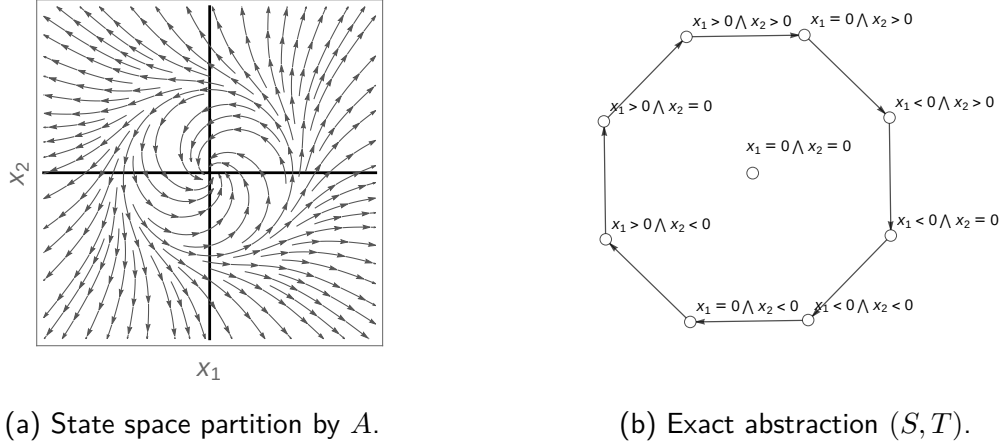 x₂
x₁
x₁ > 0 ⋀ x₂ > 0
x₁ = 0 ⋀ x₂ > 0
x₁ > 0 ⋀ x₂ = 0
x₁ < 0 ⋀ x₂ > 0
x₁ = 0 ⋀ x₂ = 0
x₁ > 0 ⋀ x₂ < 0
x₁ < 0 ⋀ x₂ = 0
x₁ = 0 ⋀ x₂ < 0
x₁ < 0 ⋀ x₂ < 0
(a) State space partition by A.
(b) Exact abstraction (S, T).